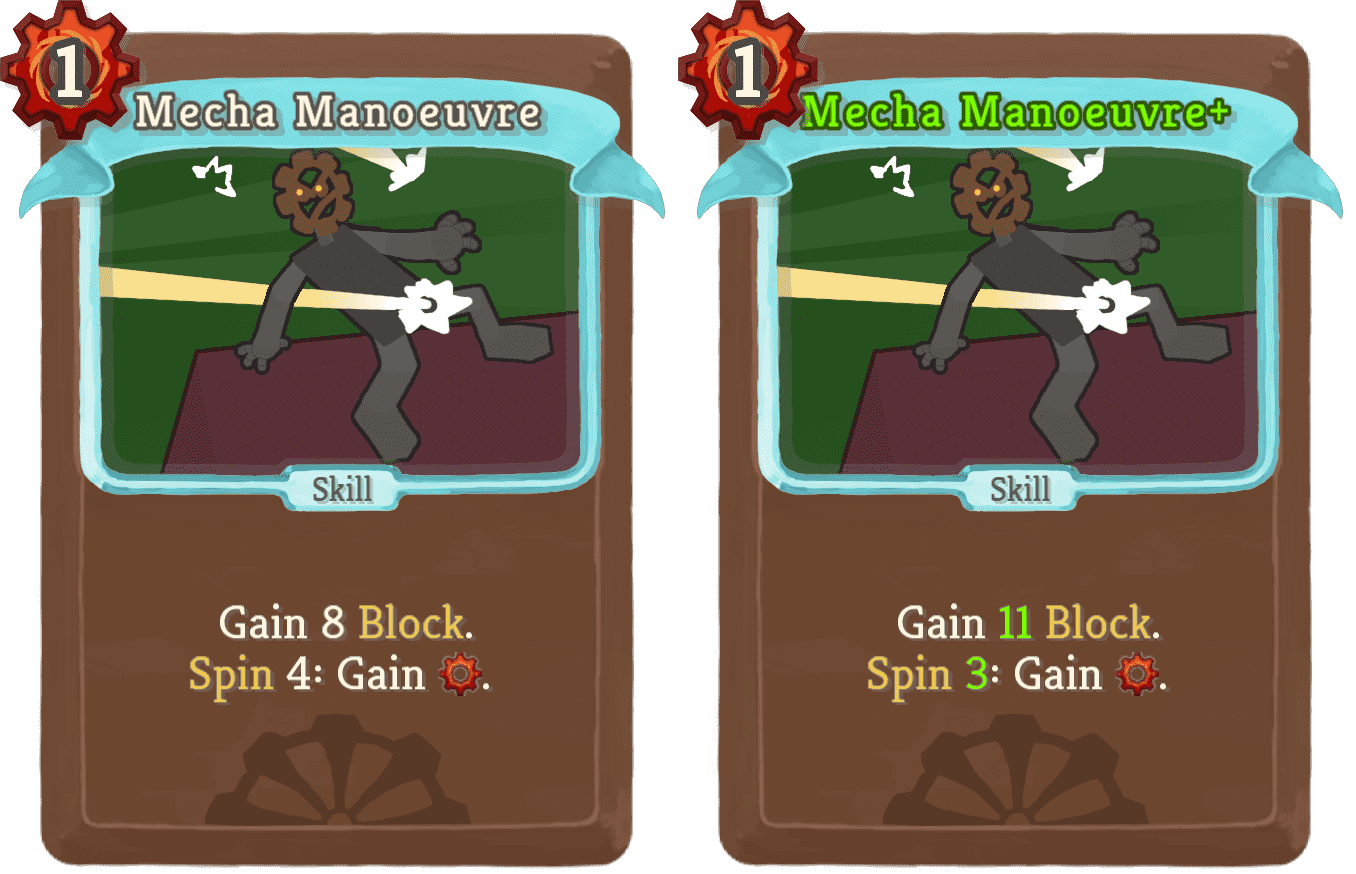 1
Mecha Manoeuvre
Skill
Gain 8 Block.
Spin 4: Gain .
1
Mecha Manoeuvre+
Skill
Gain 11 Block.
Spin 3: Gain .